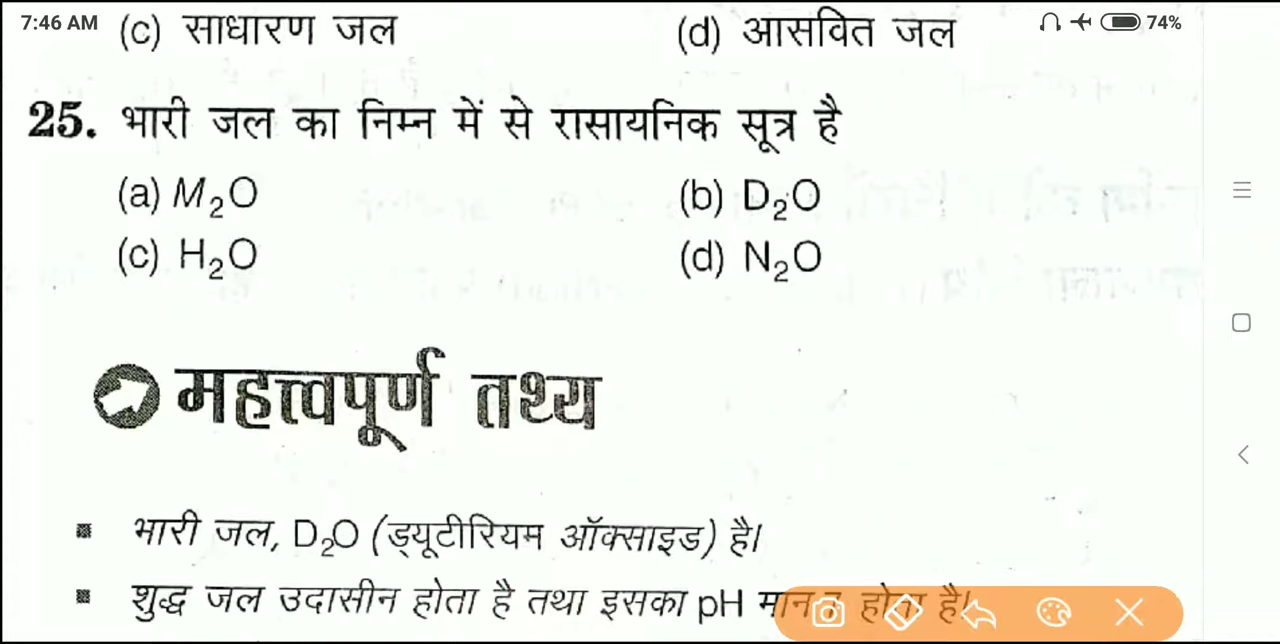 7:46 AM 74%
(c) साधारण जल (d) आसवित जल
25. भारी जल का निम्न में से रासायनिक सूत्र है
(a) M₂O (b) D₂O
(c) H₂O (d) N₂O
महत्त्वपूर्ण तथ्य
भारी जल, D₂O (ड्यूटीरियम ऑक्साइड) है।
शुद्ध जल उदासीन होता है तथा इसका pH मान 7 होता है।